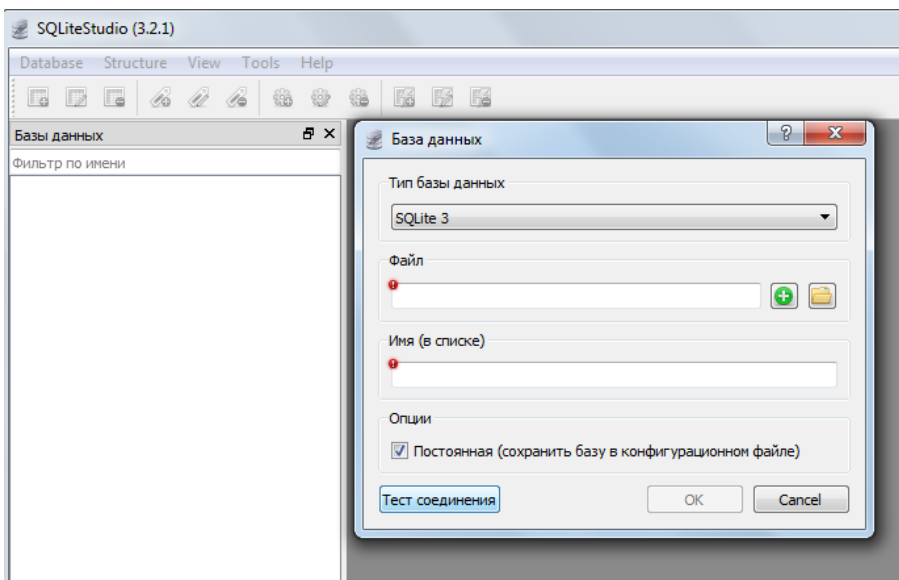 SQLiteStudio (3.2.1)
Database Structure View Tools Help
Базы данных
Фильтр по имени
База данных
Тип базы данных
SQLite 3
Файл
Имя (в списке)
Опции
Постоянная (сохранить базу в конфигурационном файле)
Тест соединения OK Cancel